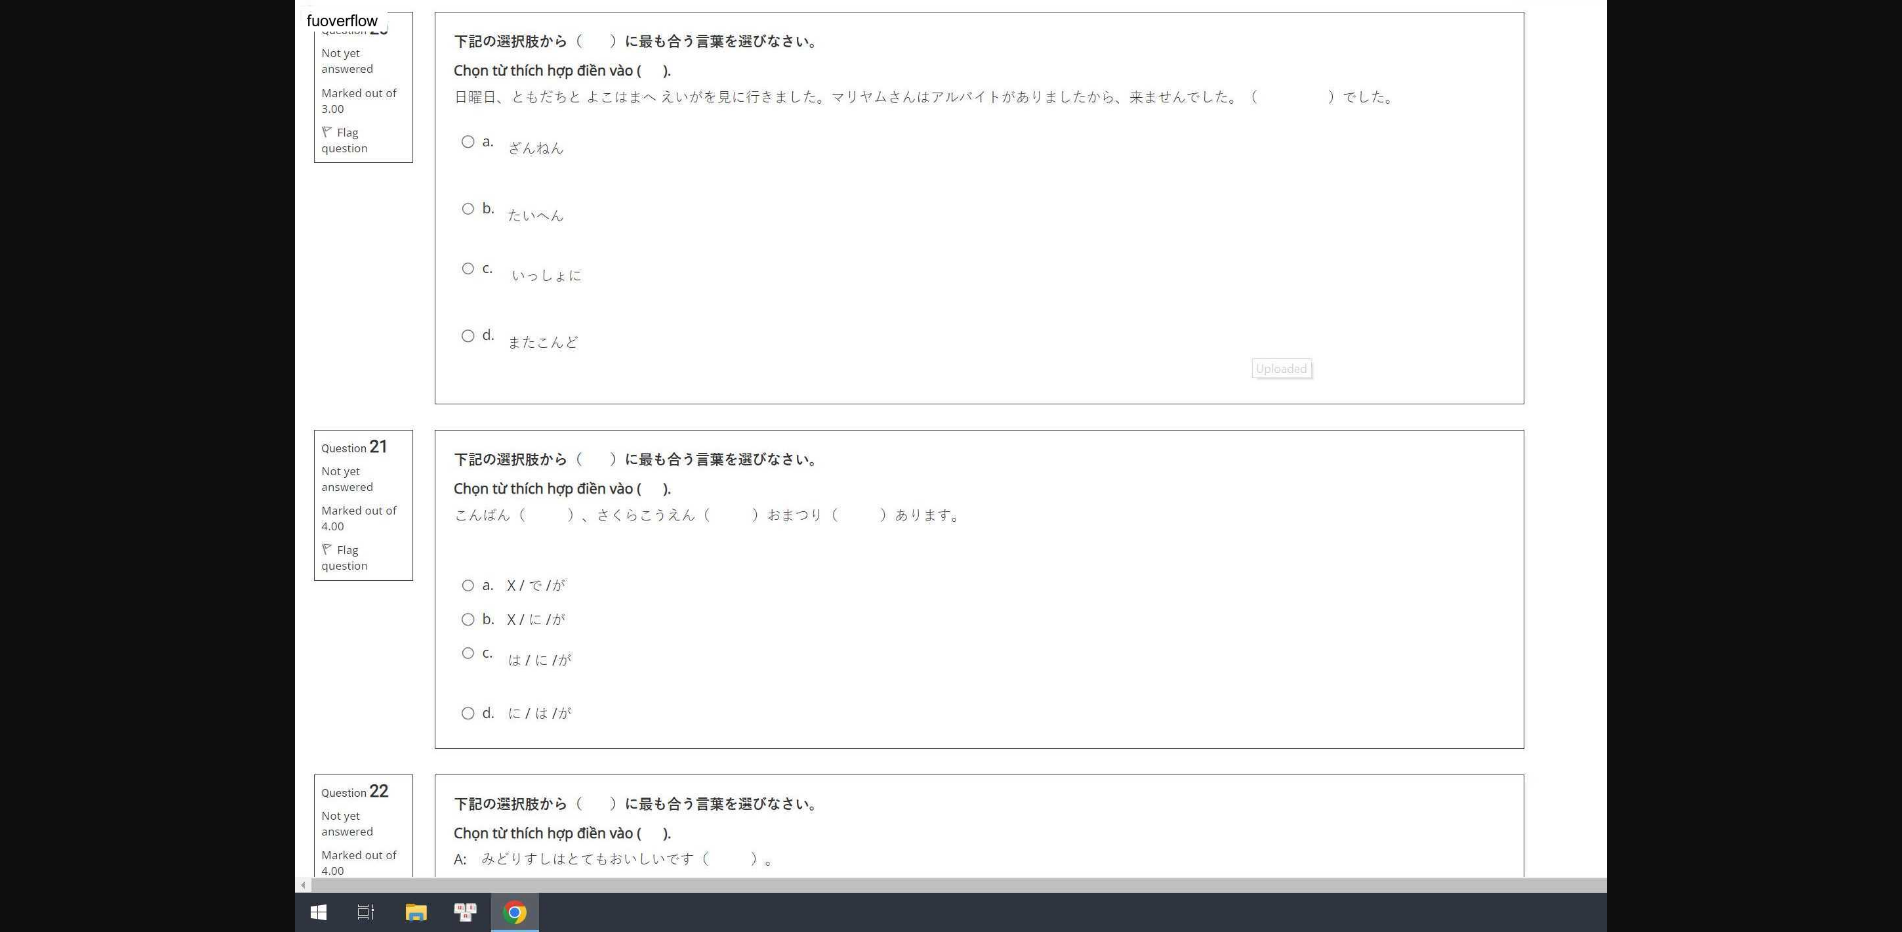 fuoverflow
Not yet
answered
Marked out of
3.00
Flag
question
下記の選択肢から（　　）に最も合う言葉を選びなさい。
Chọn từ thích hợp điền vào (     ).
日曜日、ともだちと よこはまへ えいがを見に行きました。マリヤムさんはアルバイトがありましたから、来ませんでした。（　　　　　）でした。
a. ざんねん
b. たいへん
c. いっしょに
d. またこんど
Uploaded
Question 21
Not yet
answered
Marked out of
4.00
Flag
question
下記の選択肢から（　　）に最も合う言葉を選びなさい。
Chọn từ thích hợp điền vào (     ).
こんばん（　　　）、さくらこうえん（　　　）おまつり（　　　）あります。
a. X / で /が
b. X / に /が
c. は / に /が
d. に / は /が
Question 22
Not yet
answered
Marked out of
4.00
下記の選択肢から（　　）に最も合う言葉を選びなさい。
Chọn từ thích hợp điền vào (     ).
A:　みどりすしはとてもおいしいです（　　　）。